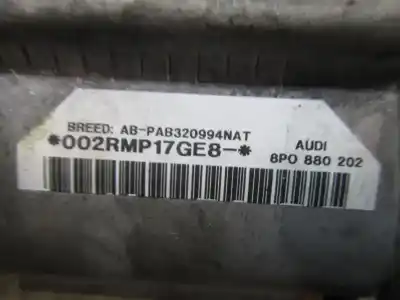 BREED: AB-PAB320994NAT
*002RMP17GE8-*
AUDI
8P0 880 202